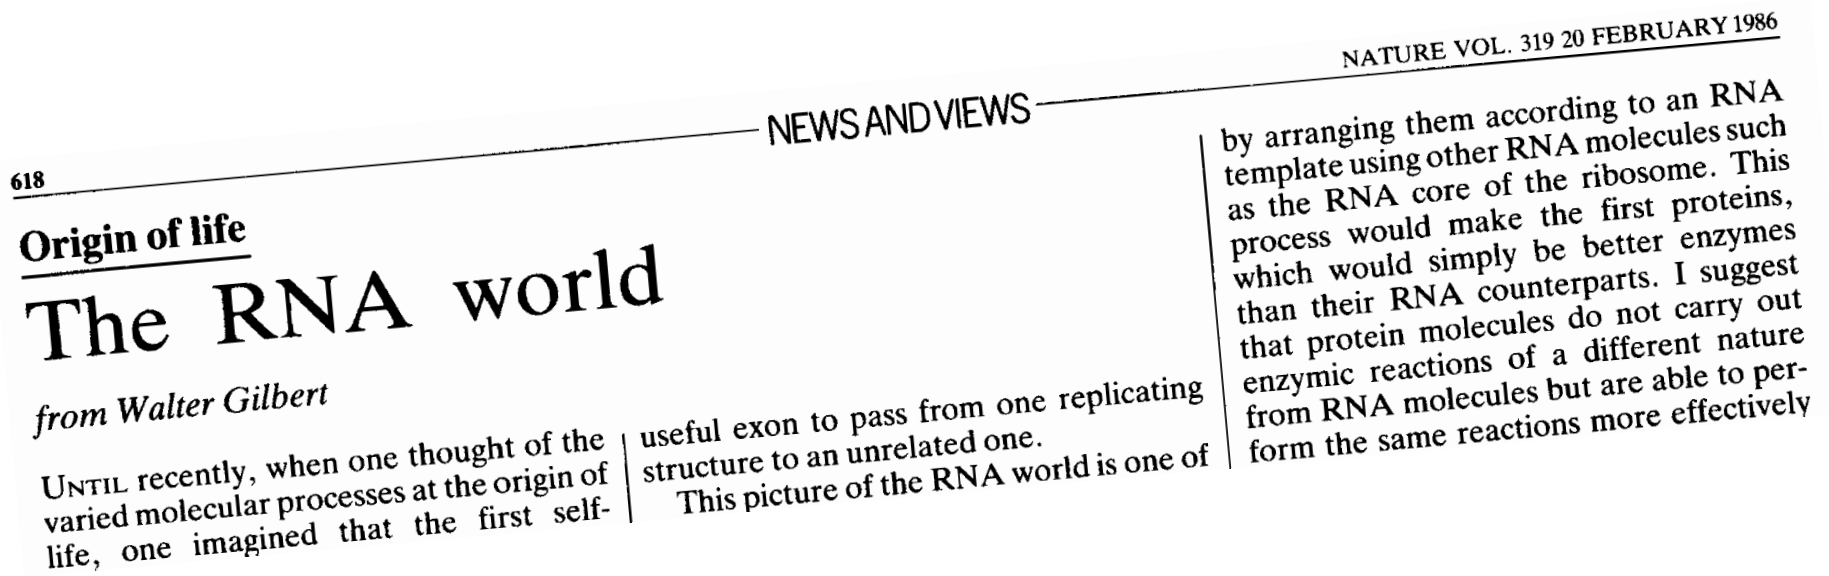 NATURE VOL. 319 20 FEBRUARY 1986
NEWS AND VIEWS
618
Origin of life
The RNA world
from Walter Gilbert
UNTIL recently, when one thought of the
varied molecular processes at the origin of
life, one imagined that the first self-
useful exon to pass from one replicating
structure to an unrelated one.
This picture of the RNA world is one of
by arranging them according to an RNA
template using other RNA molecules such
as the RNA core of the ribosome. This
process would make the first proteins,
which would simply be better enzymes
than their RNA counterparts. I suggest
that protein molecules do not carry out
enzymic reactions of a different nature
from RNA molecules but are able to per-
form the same reactions more effectively